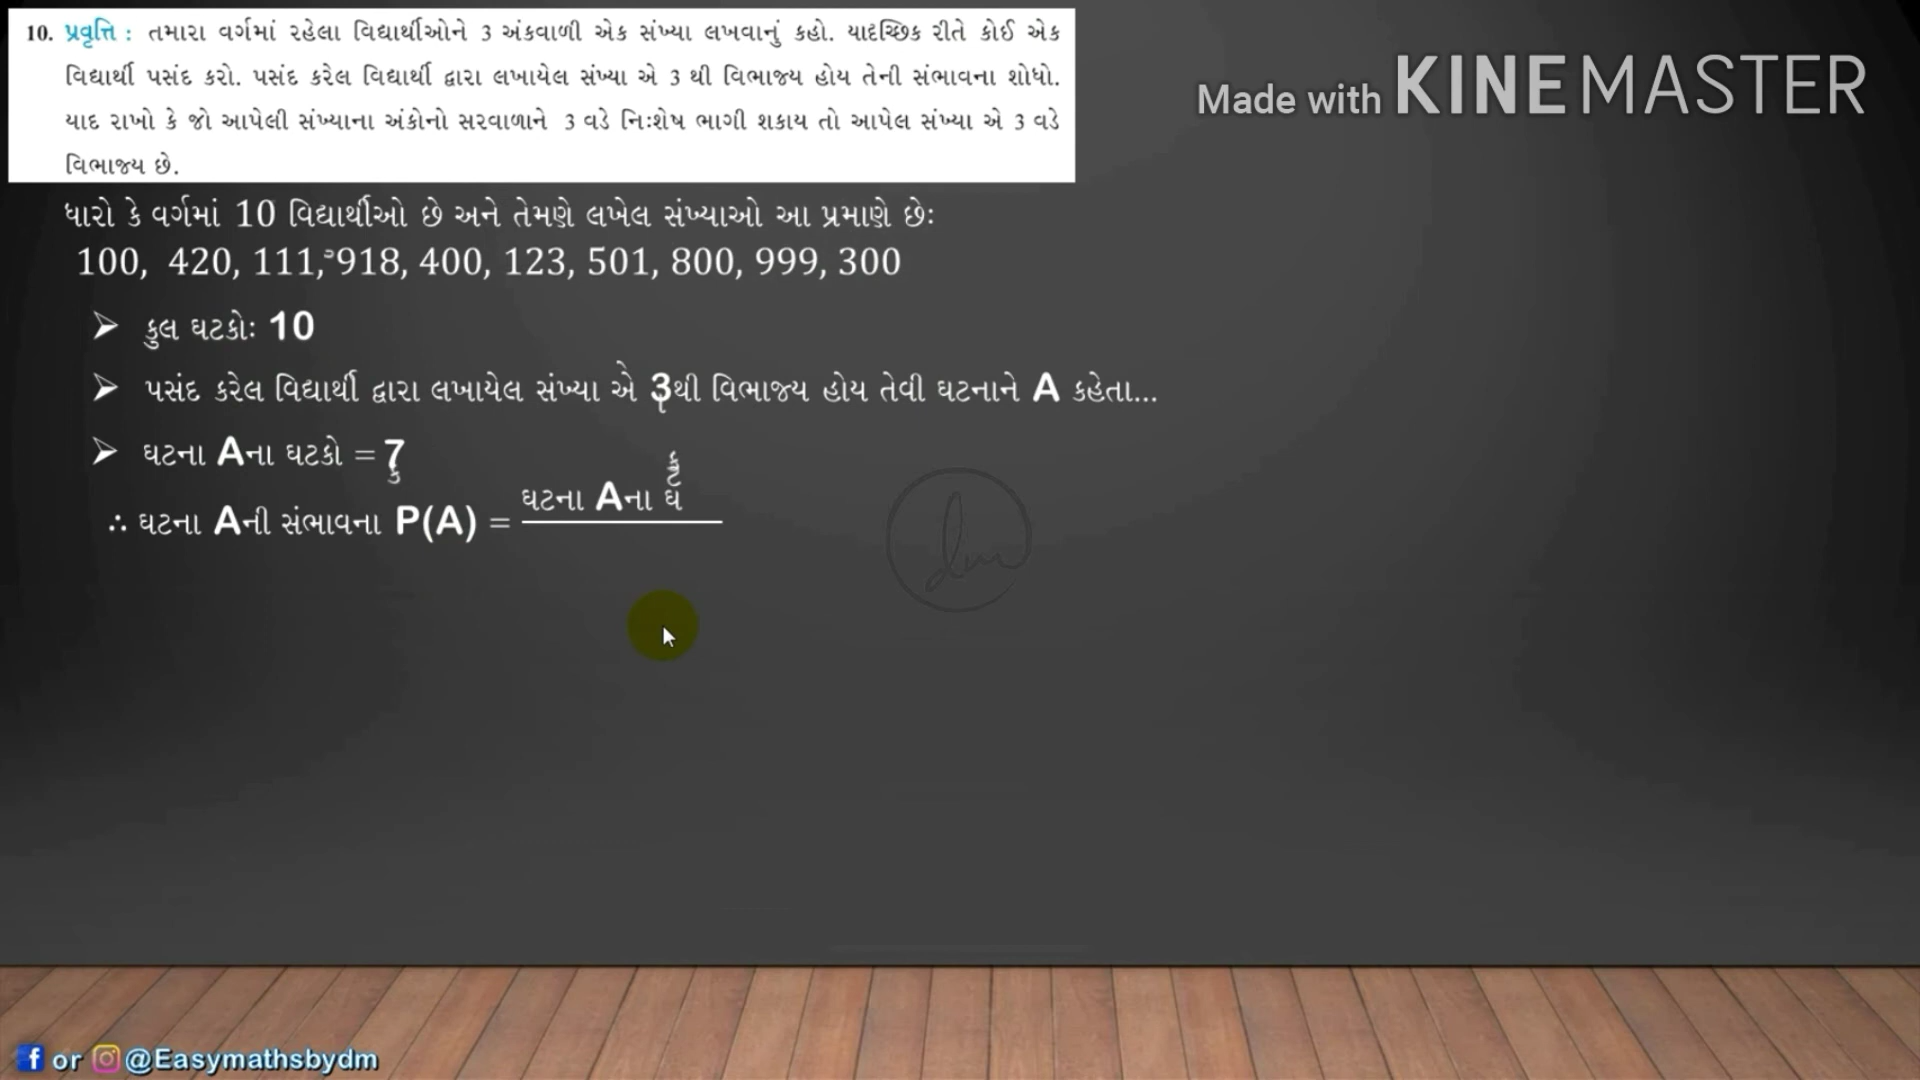 10. પ્રવૃત્તિ : તમારા વર્ગમાં રહેલા વિદ્યાર્થીઓને 3 અંકવાળી એક સંખ્યા લખવાનું કહો. યાદૃચ્છિક રીતે કોઈ એક
વિદ્યાર્થી પસંદ કરો. પસંદ કરેલ વિદ્યાર્થી દ્વારા લખાયેલ સંખ્યા એ 3 થી વિભાજ્ય હોય તેની સંભાવના શોધો.
યાદ રાખો કે જો આપેલી સંખ્યાના અંકોનો સરવાળાને 3 વડે નિઃશેષ ભાગી શકાય તો આપેલ સંખ્યા એ 3 વડે
વિભાજ્ય છે.
Made with KINEMASTER
ધારો કે વર્ગમાં 10 વિદ્યાર્થીઓ છે અને તેમણે લખેલ સંખ્યાઓ આ પ્રમાણે છેઃ
100, 420, 111, 918, 400, 123, 501, 800, 999, 300
➢ કુલ ઘટકોઃ 10
➢ પસંદ કરેલ વિદ્યાર્થી દ્વારા લખાયેલ સંખ્યા એ 3થી વિભાજ્ય હોય તેવી ઘટનાને A કહેતા...
➢ ઘટના Aના ઘટકો = 7
ઘટના Aના ઘ
∴ ઘટના Aની સંભાવના P(A) =
dm
f or @Easymathsbydm